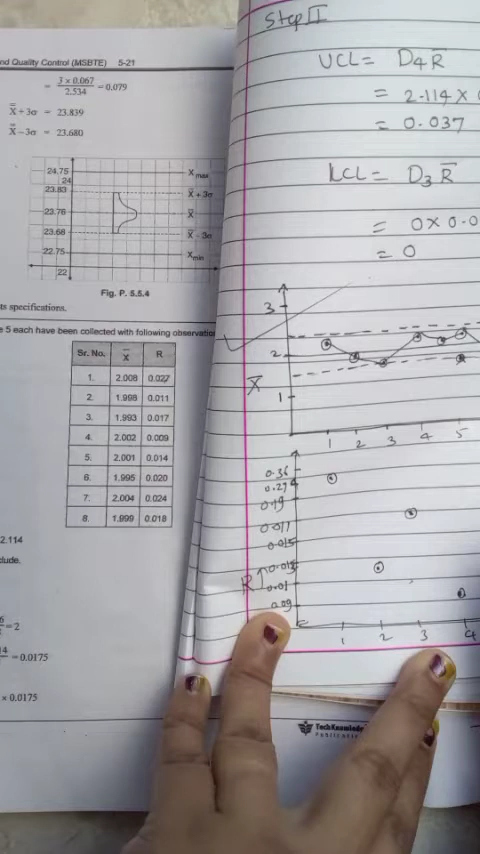 nd Quality Control (MSBTE) 5-21
= 3 × 0.067 / 2.534 = 0.079
X̿ + 3σ = 23.839
X̿ – 3σ = 23.680
24.75
24
23.83
23.76
23.68
22.75
22
X max
X̿ + 3σ
X̿
X̿ - 3σ
X min
Fig. P. 5.5.4
ts specifications.
e 5 each have been collected with following observation
Sr. No. X̅ R
1. 2.008 0.027
2. 1.998 0.011
3. 1.993 0.017
4. 2.002 0.009
5. 2.001 0.014
6. 1.995 0.020
7. 2.004 0.024
8. 1.999 0.018
2.114
clude.
= 2
= 0.0175
× 0.0175
TechKnowled
Publicatio
Step II
UCL = D4 R̅
= 2.114 × 0
= 0.037
LCL = D3 R̅
= 0 × 0.0
= 0
3
2
X̅
1
1 2 3 4 5
0.36
0.27
0.19
0.017
0.015
0.013
R↑
0.01
0.09
1 2 3 4